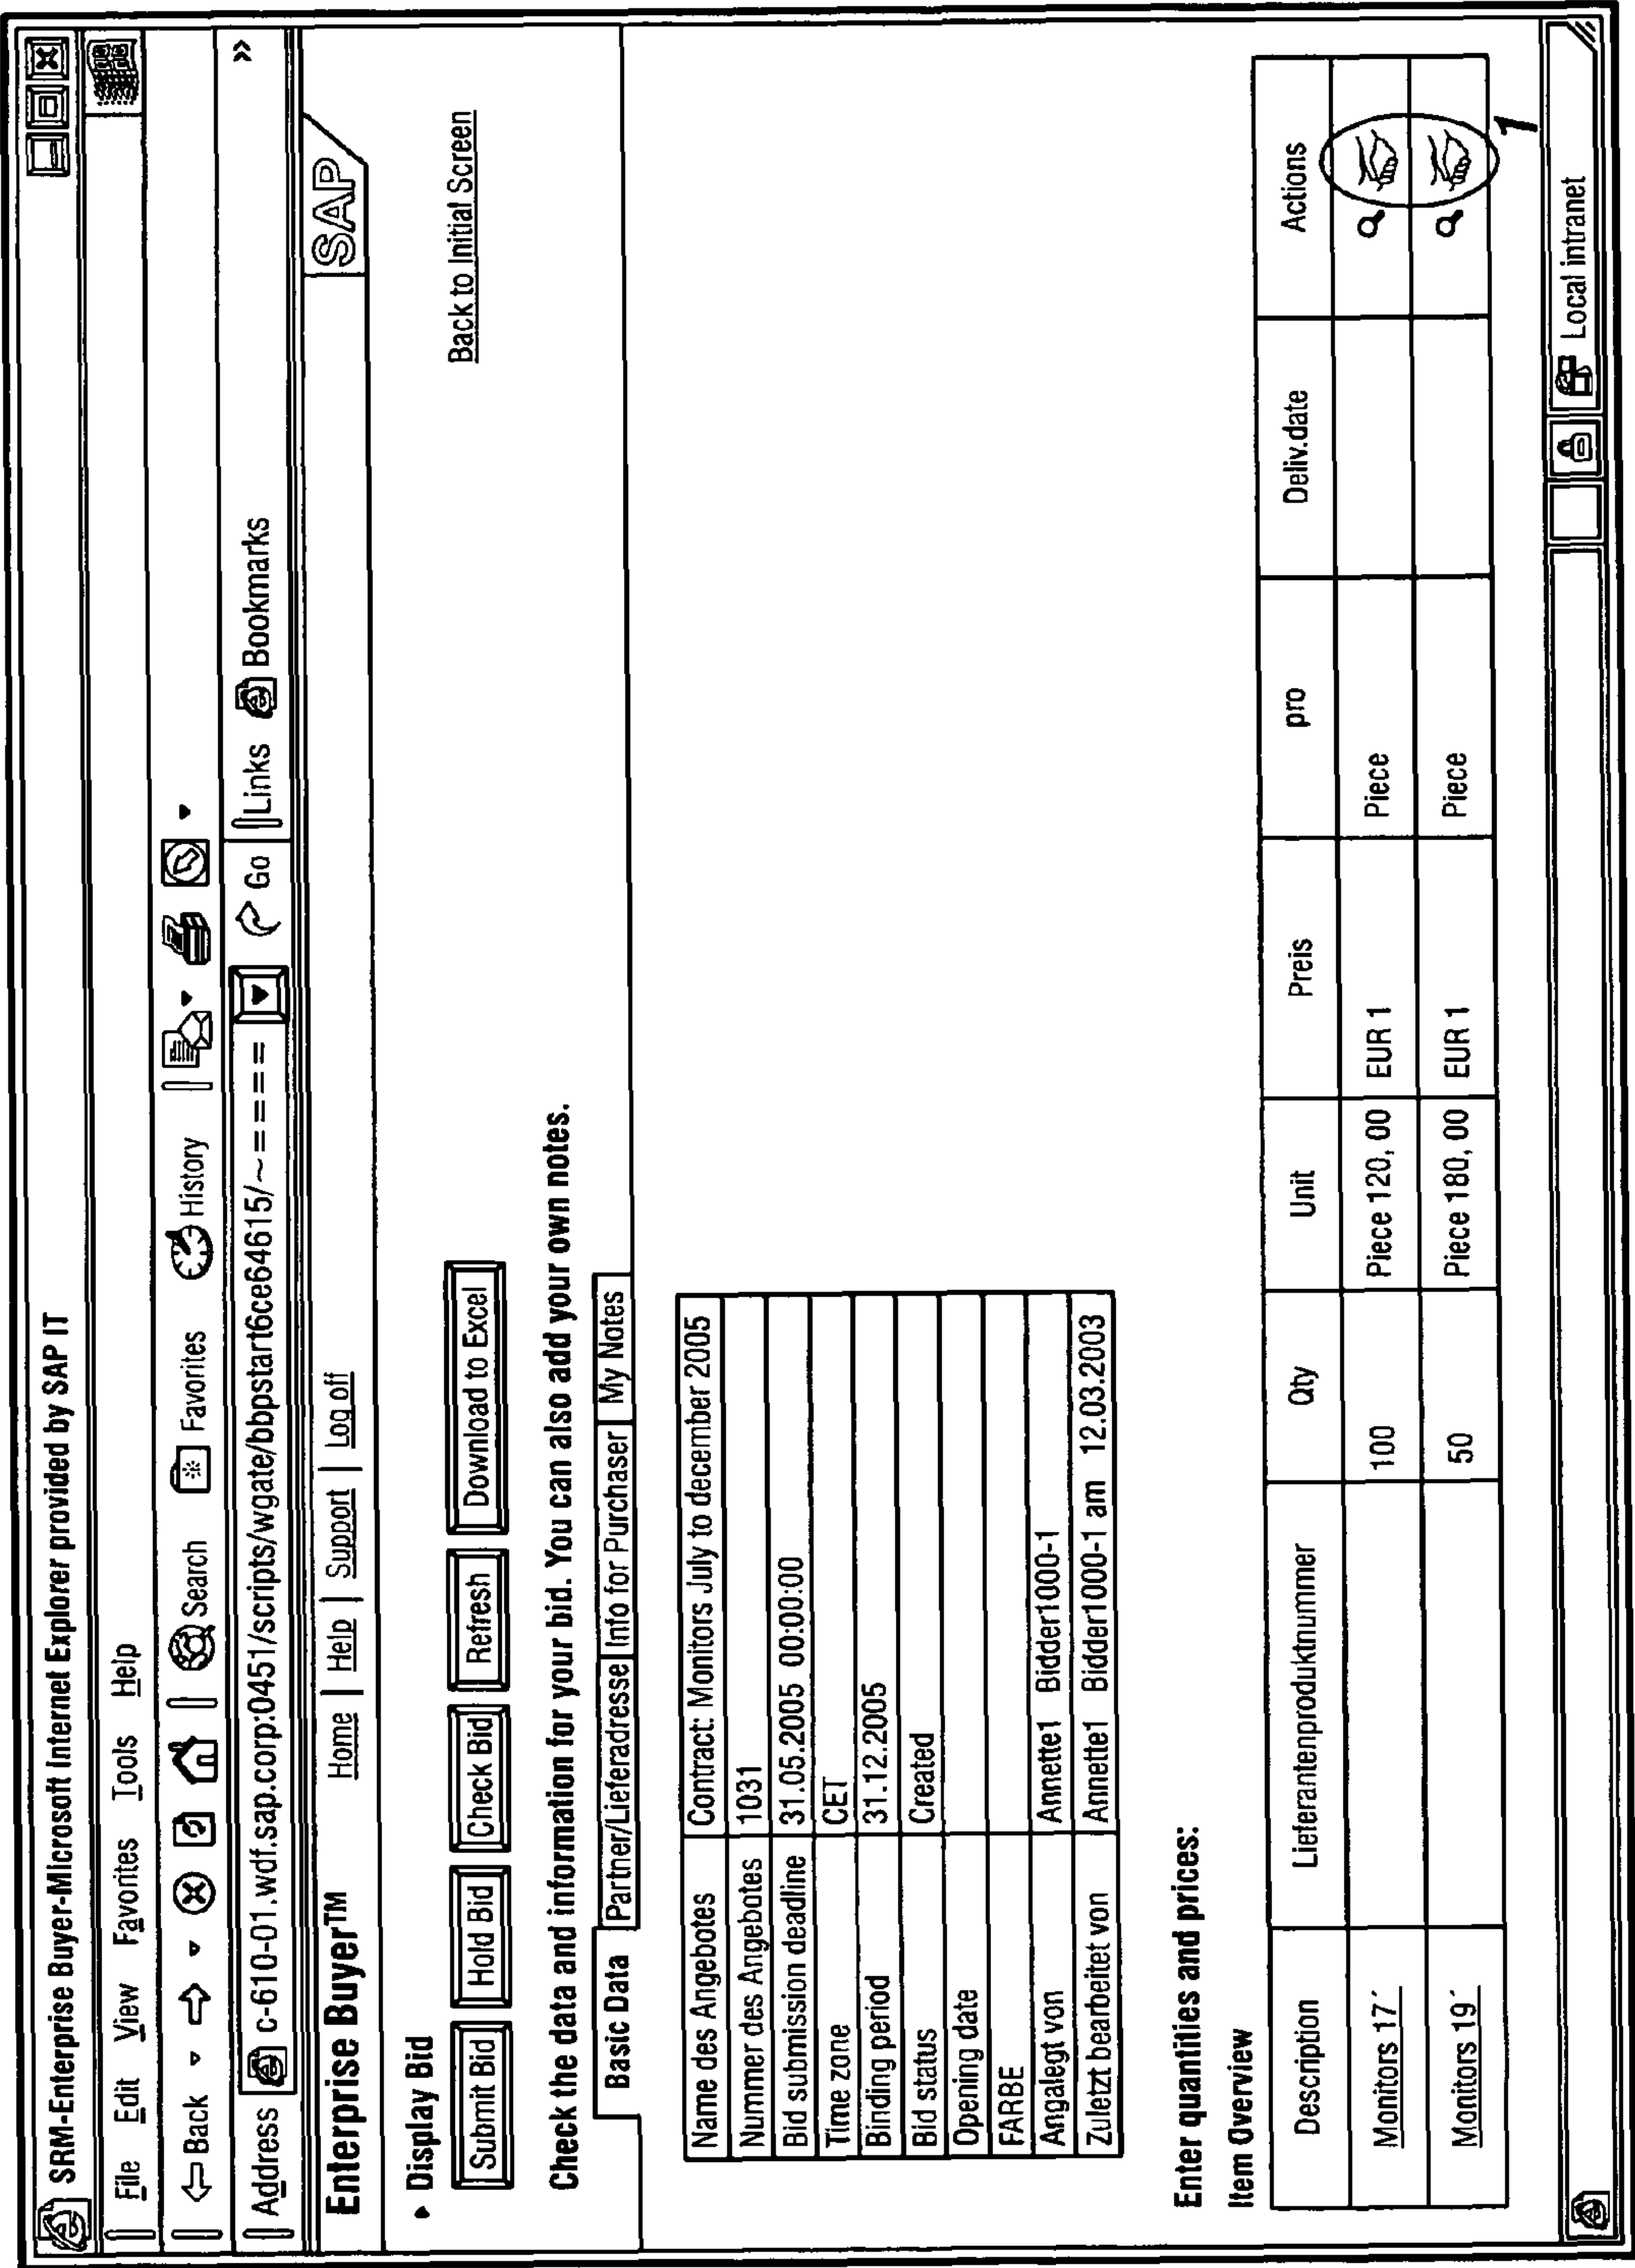 SRM-Enterprise Buyer-Microsoft Internet Explorer provided by SAP IT
File Edit View Favorites Tools Help
Back Search Favorites History
Address c-610-01.wdf.sap.corp:0451/scripts/wgate/bbpstart6ce64615/~==== Go Links Bookmarks »
Enterprise Buyer™ Home | Help | Support | Log off SAP
Display Bid
Back to Initial Screen
Submit Bid Hold Bid Check Bid Refresh Download to Excel
Check the data and information for your bid. You can also add your own notes.
Basic Data Partner/Lieferadresse Info for Purchaser My Notes
Name des Angebotes Contract: Monitors July to december 2005
Nummer des Angebotes 1031
Bid submission deadline 31.05.2005 00:00:00
Time zone CET
Binding period 31.12.2005
Bid status Created
Opening date
FARBE
Angalegt von Annette1 Bidder1000-1
Zuletzt bearbeitet von Annette1 Bidder1000-1 am 12.03.2003
Enter quantities and prices:
Item Overview
Description Lieferantenproduktnummer Qty Unit Preis pro Deliv.date Actions
Monitors 17´ 100 Piece 120, 00 EUR 1 Piece
Monitors 19´ 50 Piece 180, 00 EUR 1 Piece
1
Local intranet